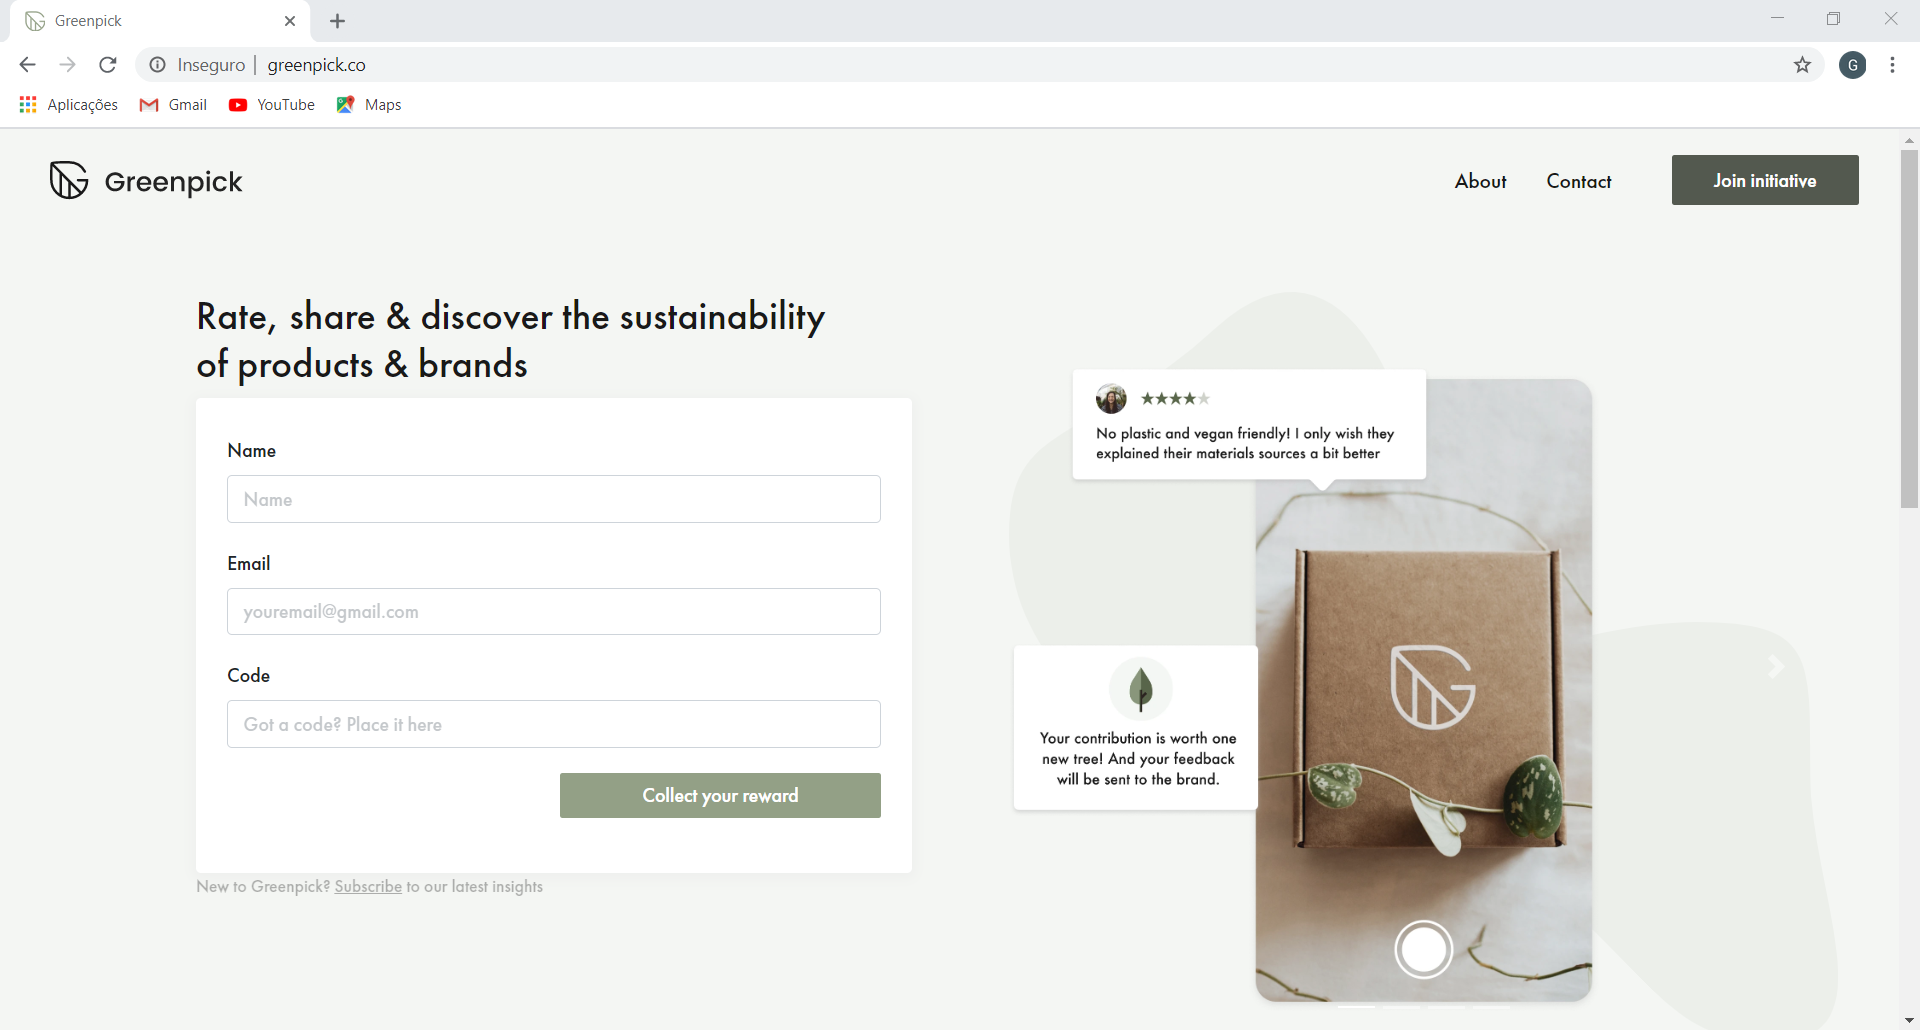 Greenpick
Inseguro | greenpick.co
G
Aplicações Gmail YouTube Maps
Greenpick
About Contact Join initiative
Rate, share & discover the sustainability
of products & brands
Name
Name
Email
youremail@gmail.com
Code
Got a code? Place it here
Collect your reward
New to Greenpick? Subscribe to our latest insights
No plastic and vegan friendly! I only wish they
explained their materials sources a bit better
Your contribution is worth one
new tree! And your feedback
will be sent to the brand.